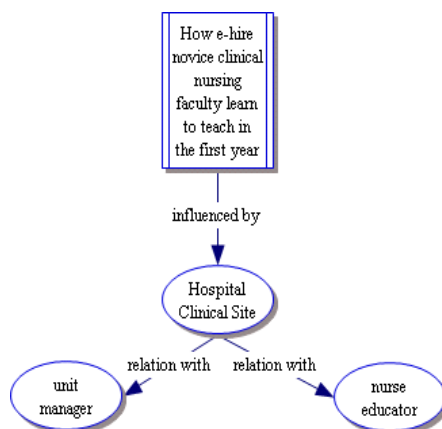 How e-hire
novice clinical
nursing
faculty learn
to teach in
the first year
influenced by
Hospital
Clinical Site
relation with
relation with
unit
manager
nurse
educator